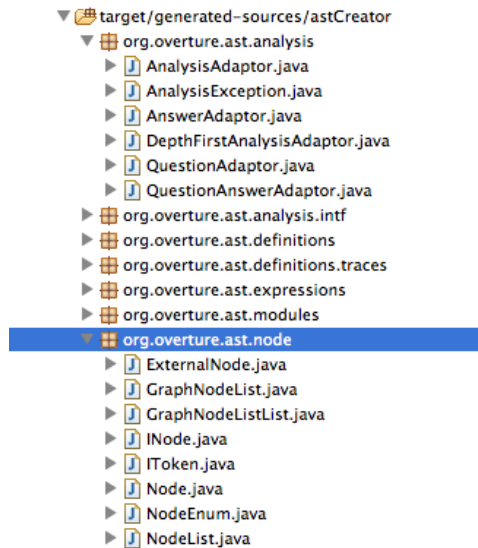 target/generated-sources/astCreator
org.overture.ast.analysis
AnalysisAdaptor.java
AnalysisException.java
AnswerAdaptor.java
DepthFirstAnalysisAdaptor.java
QuestionAdaptor.java
QuestionAnswerAdaptor.java
org.overture.ast.analysis.intf
org.overture.ast.definitions
org.overture.ast.definitions.traces
org.overture.ast.expressions
org.overture.ast.modules
org.overture.ast.node
ExternalNode.java
GraphNodeList.java
GraphNodeListList.java
INode.java
IToken.java
Node.java
NodeEnum.java
NodeList.java